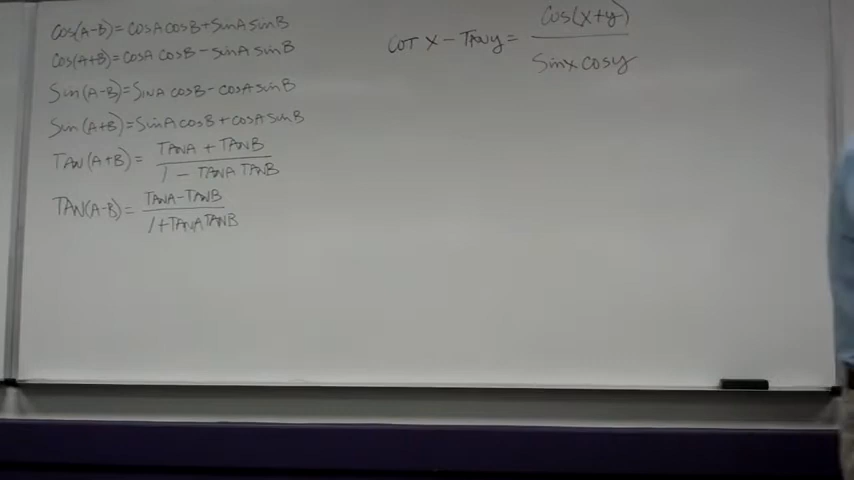 Cos(A-B)= COSA COSB + SINA SINB
Cos(A+B)= COSA COSB - SINA SINB
Sin(A-B)= SINA COSB - COSA SINB
Sin(A+B)= SINA COSB + COSA SINB
TAN(A+B) = TANA + TANB
1 - TANA TANB
TAN(A-B) = TANA - TANB
1 + TANA TANB
COT X - TAN y = Cos(x+y)
Sinx cosy